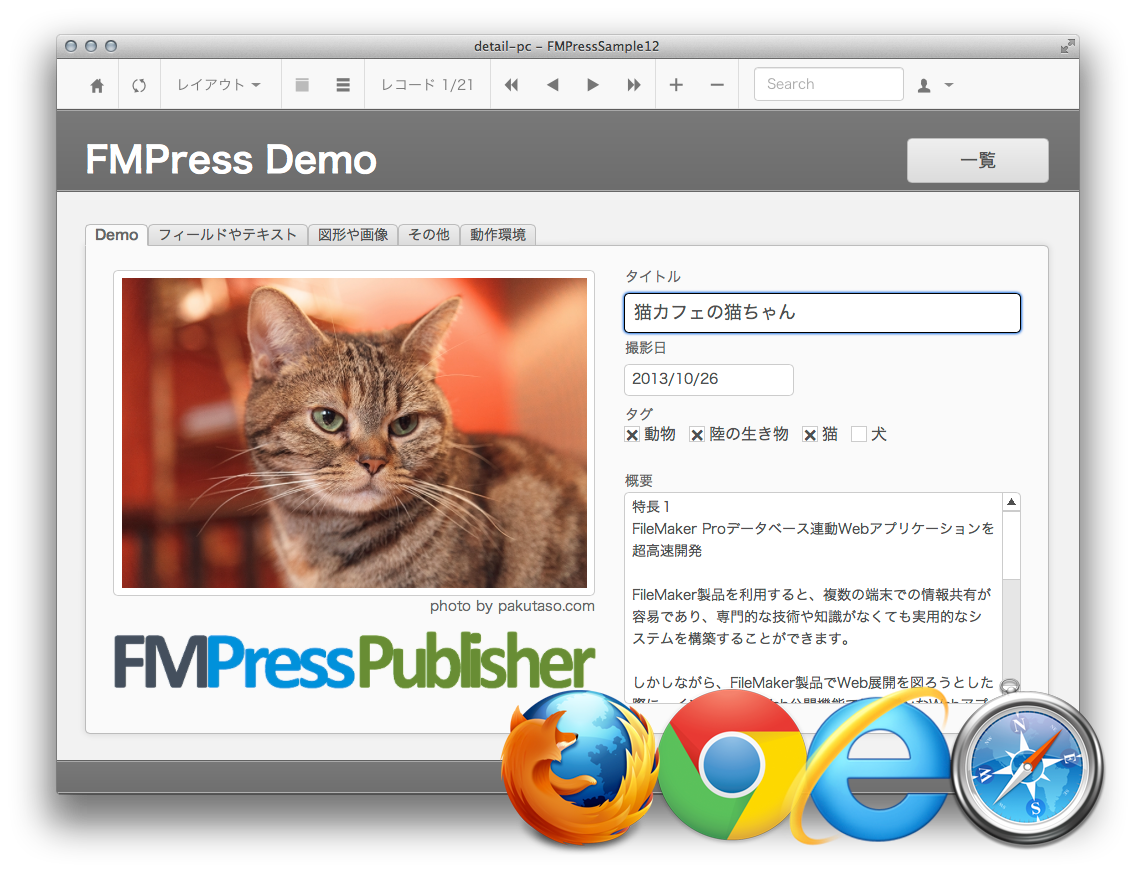 detail-pc – FMPressSample12
レイアウト
レコード 1/21
Search
FMPress Demo
一覧
Demo
フィールドやテキスト
図形や画像
その他
動作環境
タイトル
猫カフェの猫ちゃん
撮影日
2013/10/26
タグ
動物 陸の生き物 猫 犬
概要
特長１
FileMaker Proデータベース連動Webアプリケーションを
超高速開発
FileMaker製品を利用すると、複数の端末での情報共有が
容易であり、専門的な技術や知識がなくても実用的なシ
ステムを構築することができます。
しかしながら、FileMaker製品でWeb展開を図ろうとした
photo by pakutaso.com
FMPressPublisher
N
W
E
S